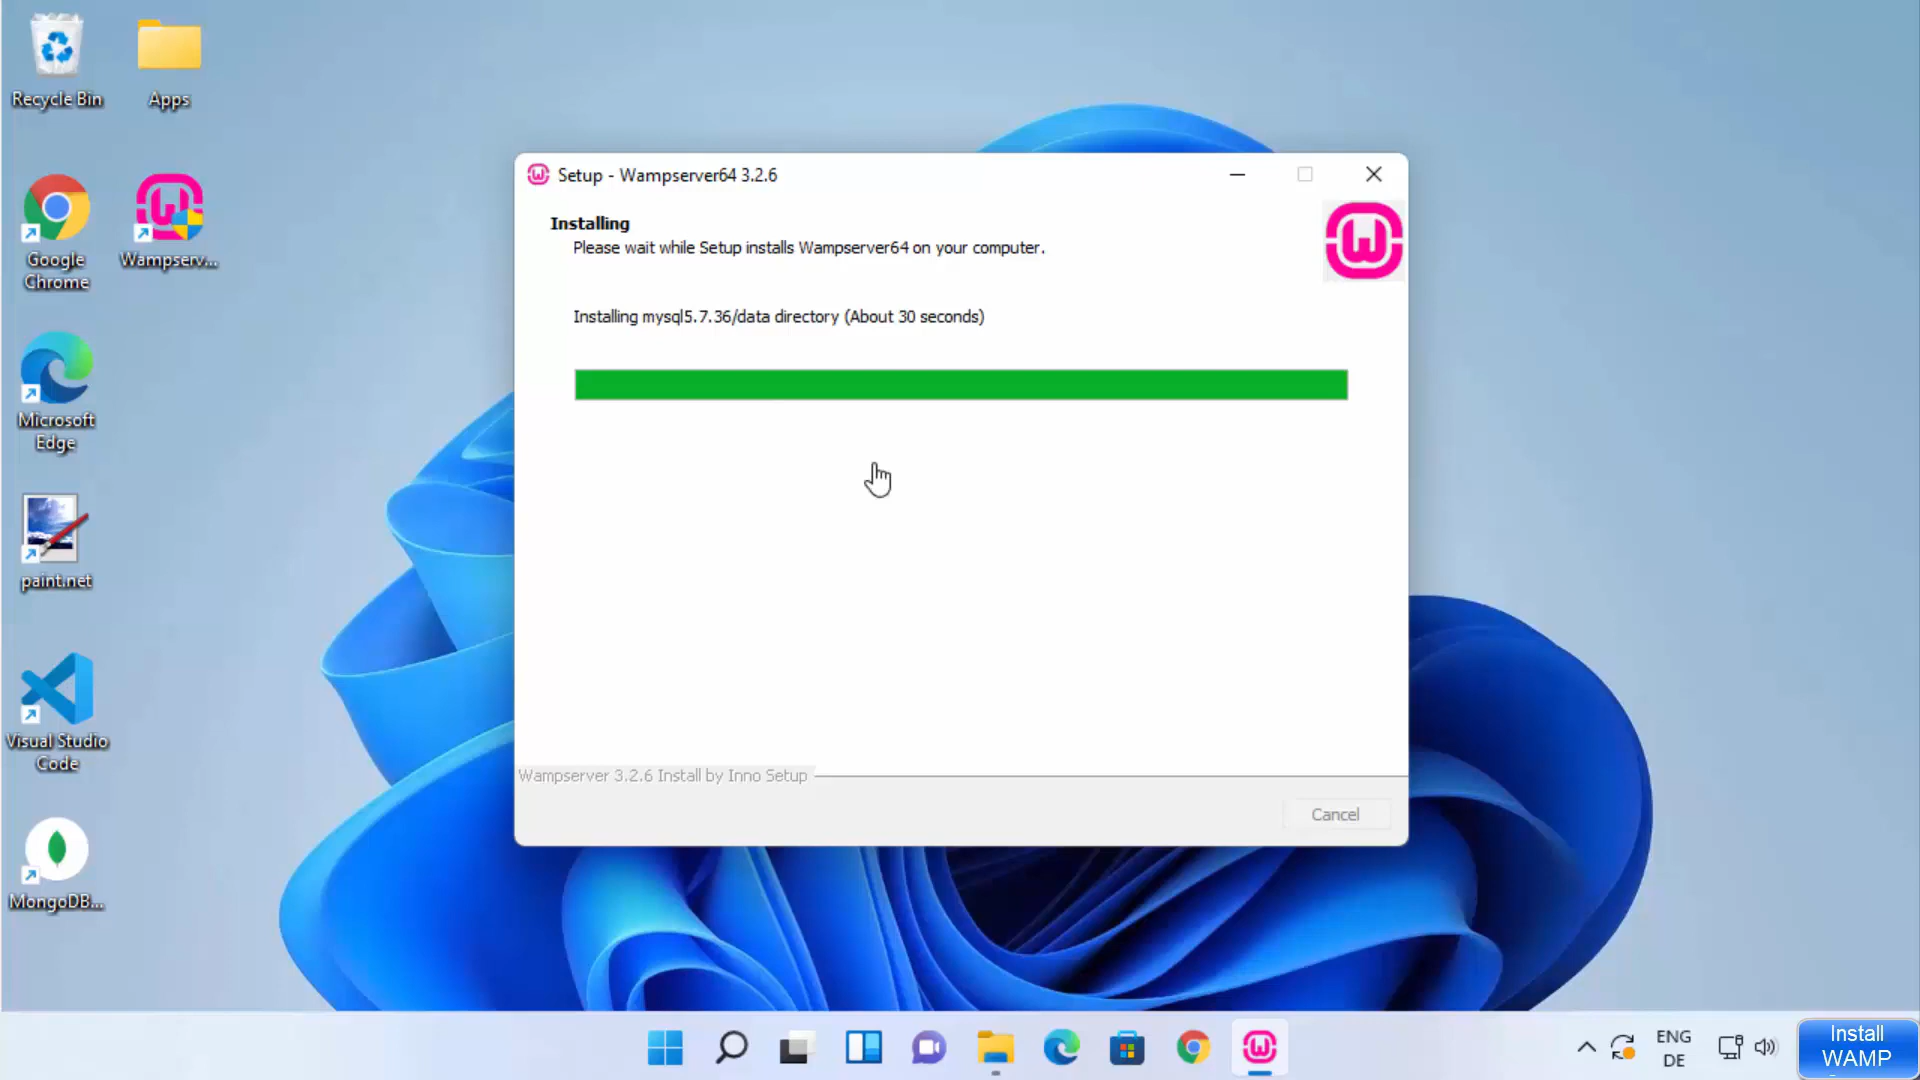 Recycle Bin
Apps
Google
Chrome
Wampserv...
Microsoft
Edge
paint.net
Visual Studio
Code
MongoDB...
Setup - Wampserver64 3.2.6
Installing
Please wait while Setup installs Wampserver64 on your computer.
Installing mysql5.7.36/data directory (About 30 seconds)
Wampserver 3.2.6 Install by Inno Setup
Cancel
ENG
DE
Install
WAMP